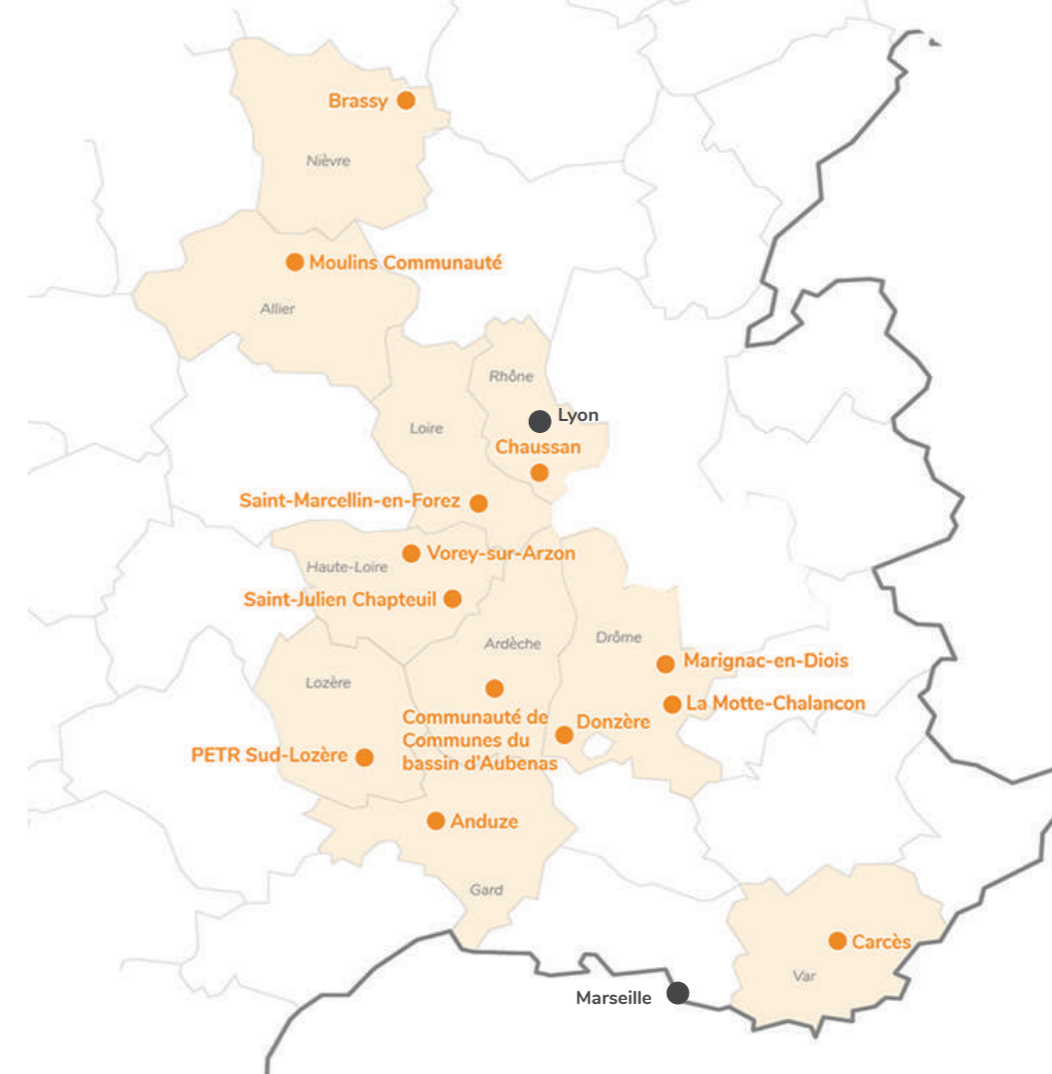 Brassy
Nièvre
Moulins Communauté
Allier
Rhône
Lyon
Loire
Chaussan
Saint-Marcellin-en-Forez
Vorey-sur-Arzon
Haute-Loire
Saint-Julien Chapteuil
Drôme
Ardèche
Marignac-en-Diois
Lozère
La Motte-Chalancon
Communauté de
Communes du
bassin d'Aubenas
Donzère
PETR Sud-Lozère
Anduze
Gard
Carcès
Var
Marseille